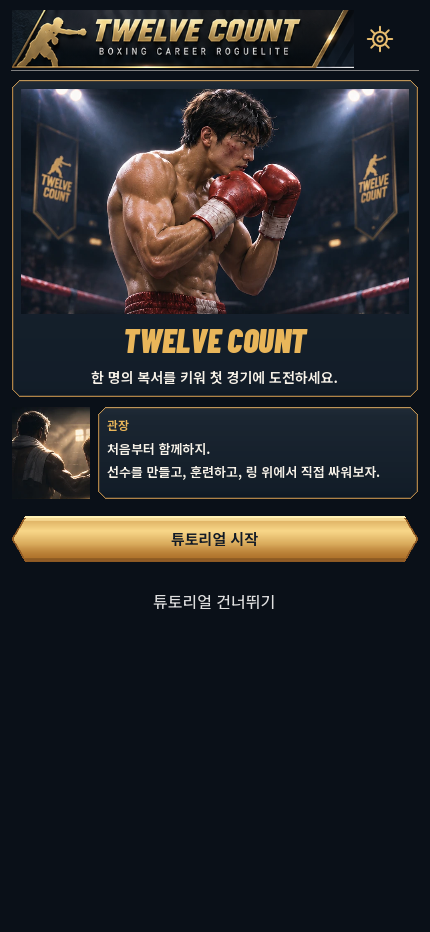 TWELVE COUNT
BOXING CAREER ROGUELITE
TWELVE
COUNT
TWELVE
COUNT
TWELVE COUNT
한 명의 복서를 키워 첫 경기에 도전하세요.
관장
처음부터 함께하지.
선수를 만들고, 훈련하고, 링 위에서 직접 싸워보자.
튜토리얼 시작
튜토리얼 건너뛰기